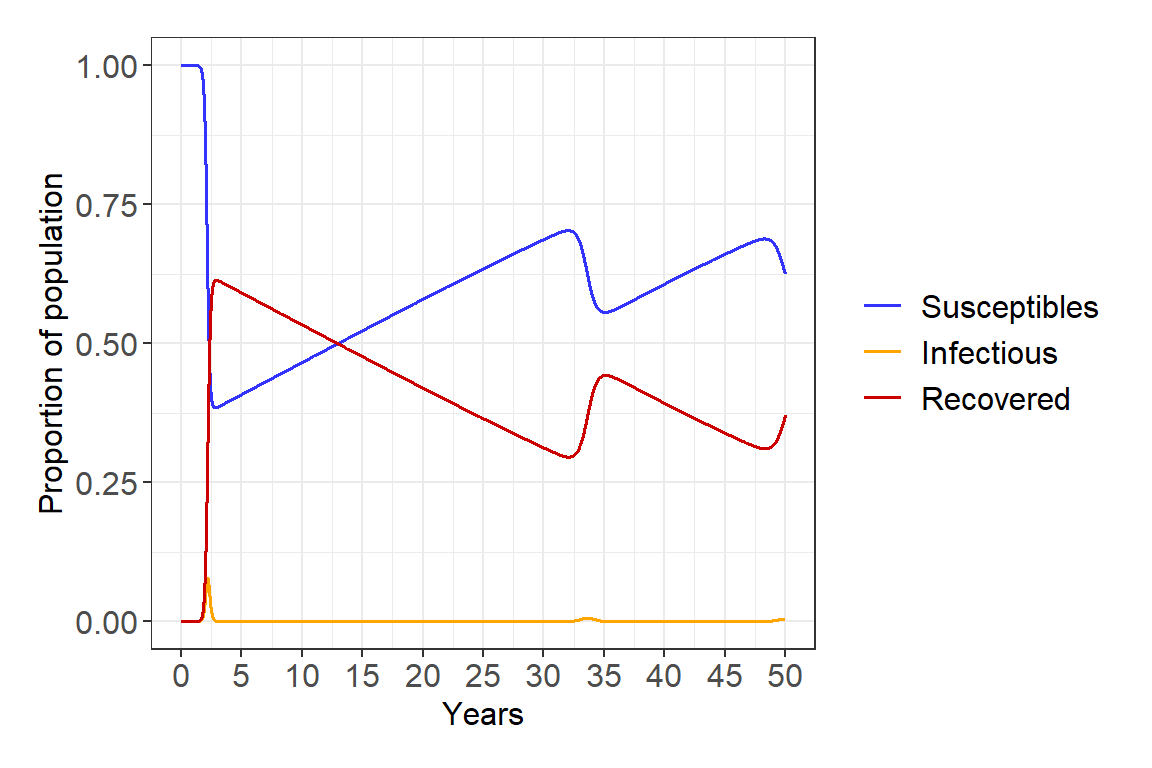 Proportion of population
1.00
0.75
0.50
0.25
0.00
0 5 10 15 20 25 30 35 40 45 50
Years
Susceptibles
Infectious
Recovered